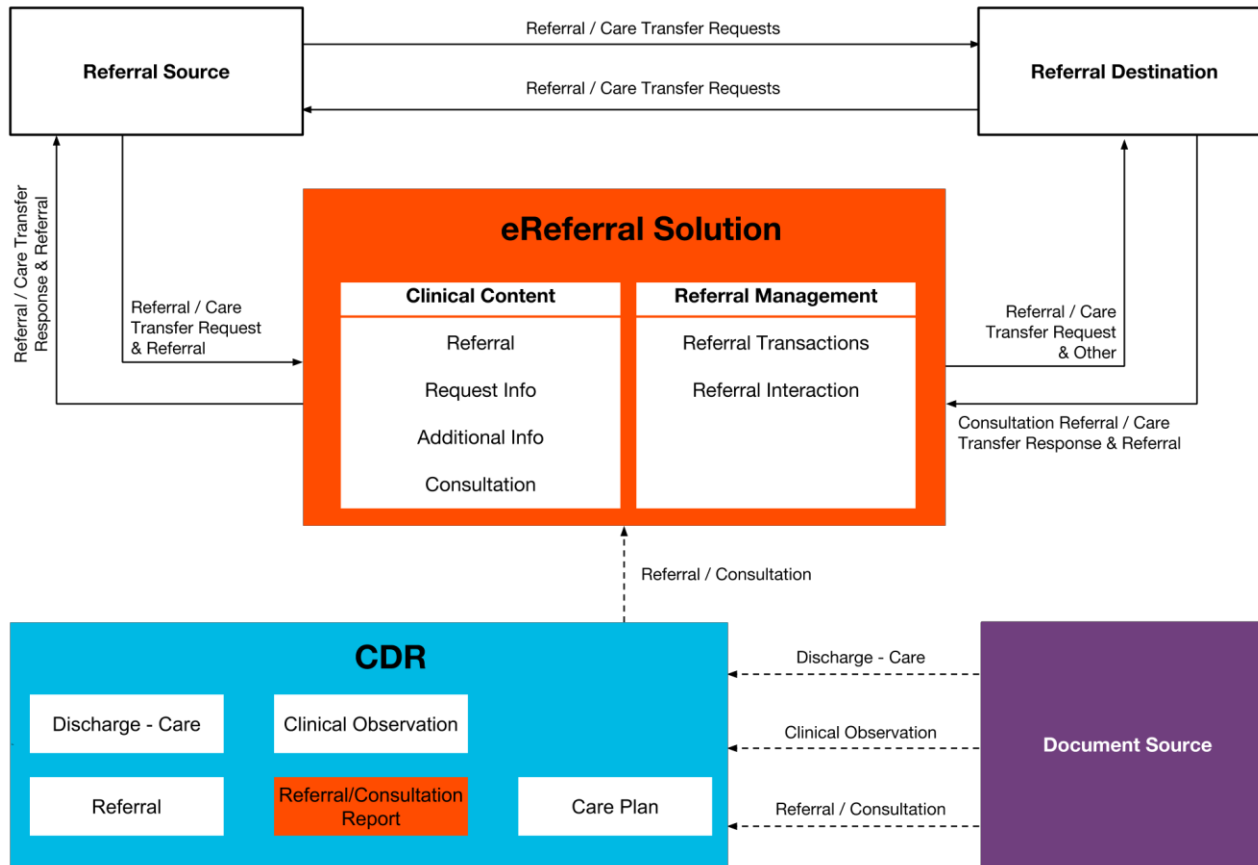 Referral / Care Transfer Requests
Referral Source
Referral Destination
Referral / Care Transfer Requests
Referral / Care Transfer
Response & Referral
eReferral Solution
Clinical Content
Referral Management
Referral / Care
Transfer Request
& Referral
Referral
Request Info
Additional Info
Consultation
Referral Transactions
Referral Interaction
Referral / Care
Transfer Request
& Other
Consultation Referral / Care
Transfer Response & Referral
Referral / Consultation
CDR
Discharge - Care
Clinical Observation
Referral
Referral/Consultation
Report
Care Plan
Discharge - Care
Clinical Observation
Referral / Consultation
Document Source